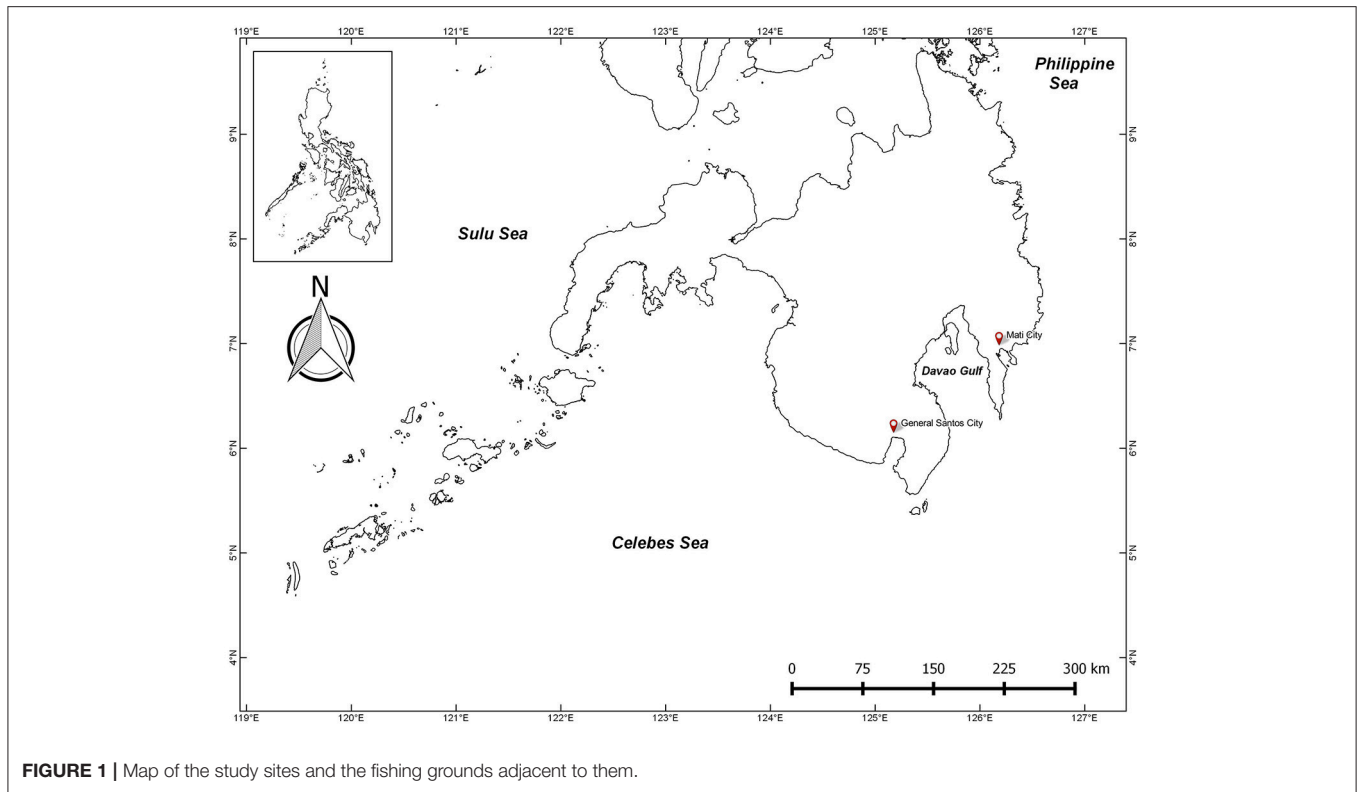 119°E 120°E 121°E 122°E 123°E 124°E 125°E 126°E 127°E
Philippine
Sea
9°N 9°N
Sulu Sea
8°N 8°N
N
Mati City
7°N 7°N
Davao Gulf
General Santos City
6°N 6°N
Celebes Sea
5°N 5°N
4°N 4°N
0 75 150 225 300 km
119°E 120°E 121°E 122°E 123°E 124°E 125°E 126°E 127°E
FIGURE 1 | Map of the study sites and the fishing grounds adjacent to them.